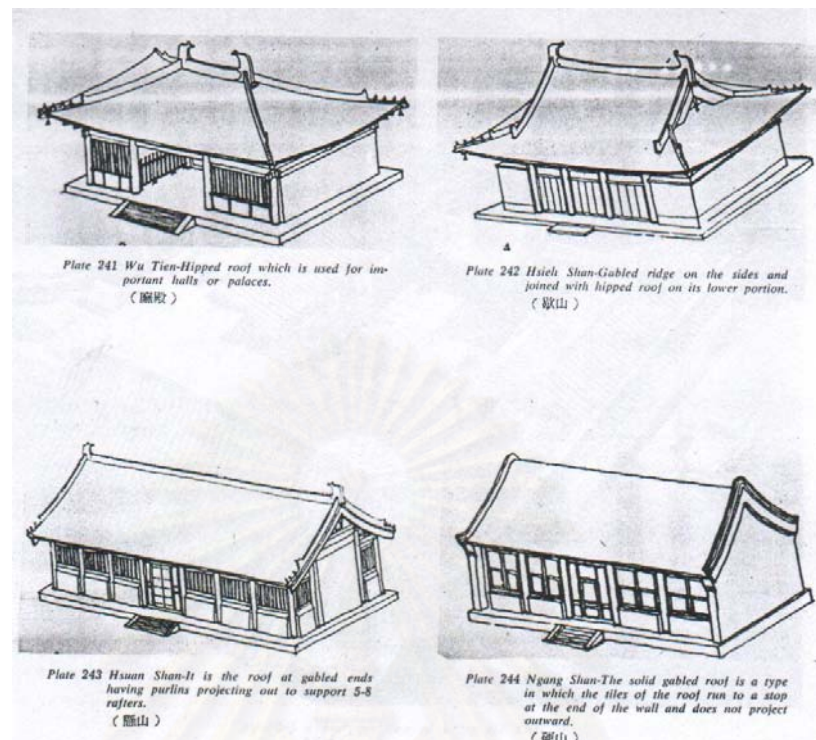 Plate 241 Wu Tien-Hipped roof which is used for im-
portant halls or palaces.
Plate 242 Hsieh Shan-Gabled ridge on the sides and
joined with hipped roof on its lower portion.
(歇山)
Plate 243 Hsuan Shan-It is the roof at gabled ends
having purlins projecting out to support 5-8
rafters.
(懸山)
Plate 244 Ngang Shan-The solid gabled roof is a type
in which the tiles of the roof run to a stop
at the end of the wall and does not project
outward.